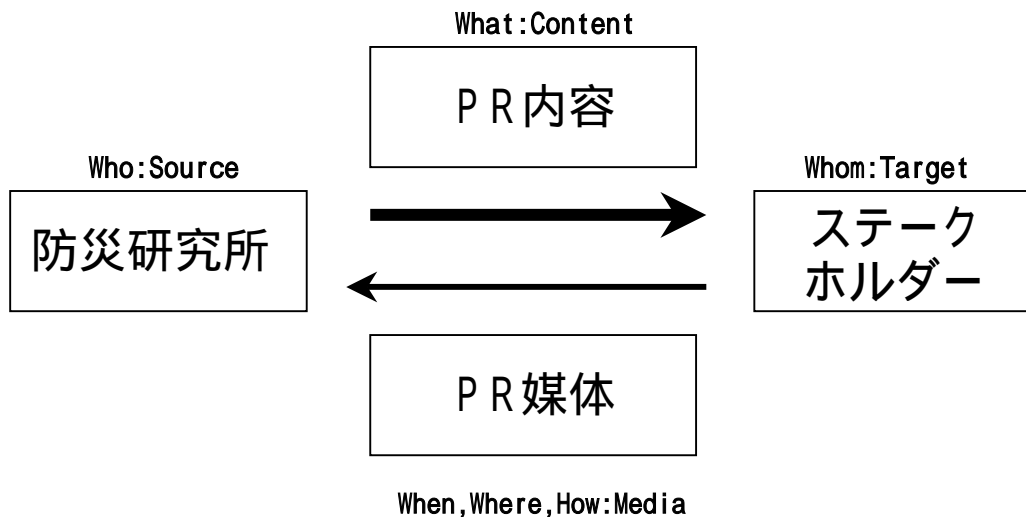 What:Content
ＰＲ内容
Who:Source
防災研究所
Whom:Target
ステーク
ホルダー
ＰＲ媒体
When,Where,How:Media